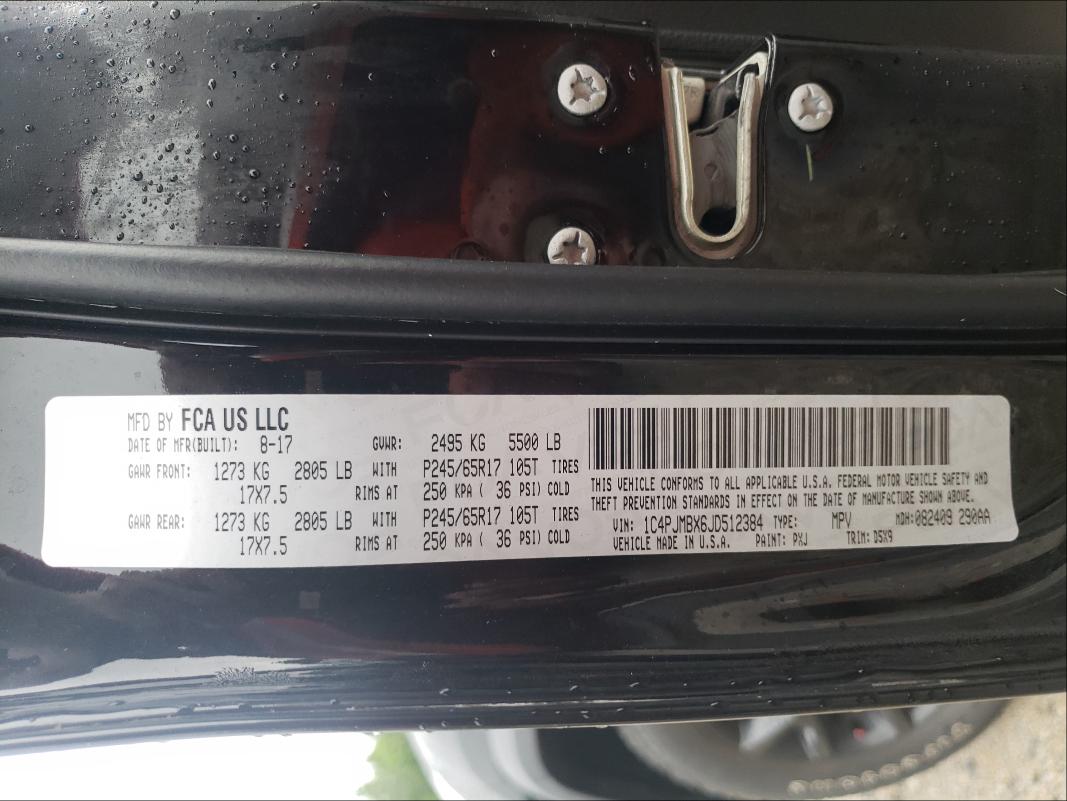 MFD BY FCA US LLC
DATE OF MFR(BUILT): 8-17 GVWR: 2495 KG 5500 LB
GAWR FRONT: 1273 KG 2805 LB WITH P245/65R17 105T TIRES
17X7.5 RIMS AT 250 KPA ( 36 PSI) COLD
GAWR REAR: 1273 KG 2805 LB WITH P245/65R17 105T TIRES
17X7.5 RIMS AT 250 KPA ( 36 PSI) COLD
THIS VEHICLE CONFORMS TO ALL APPLICABLE U.S.A. FEDERAL MOTOR VEHICLE SAFETY AND
THEFT PREVENTION STANDARDS IN EFFECT ON THE DATE OF MANUFACTURE SHOWN ABOVE.
VIN: 1C4PJMBX6JD512384 TYPE: MPV MDH: 082409 290AA
VEHICLE MADE IN U.S.A. PAINT: PXJ TRIM: D5X9